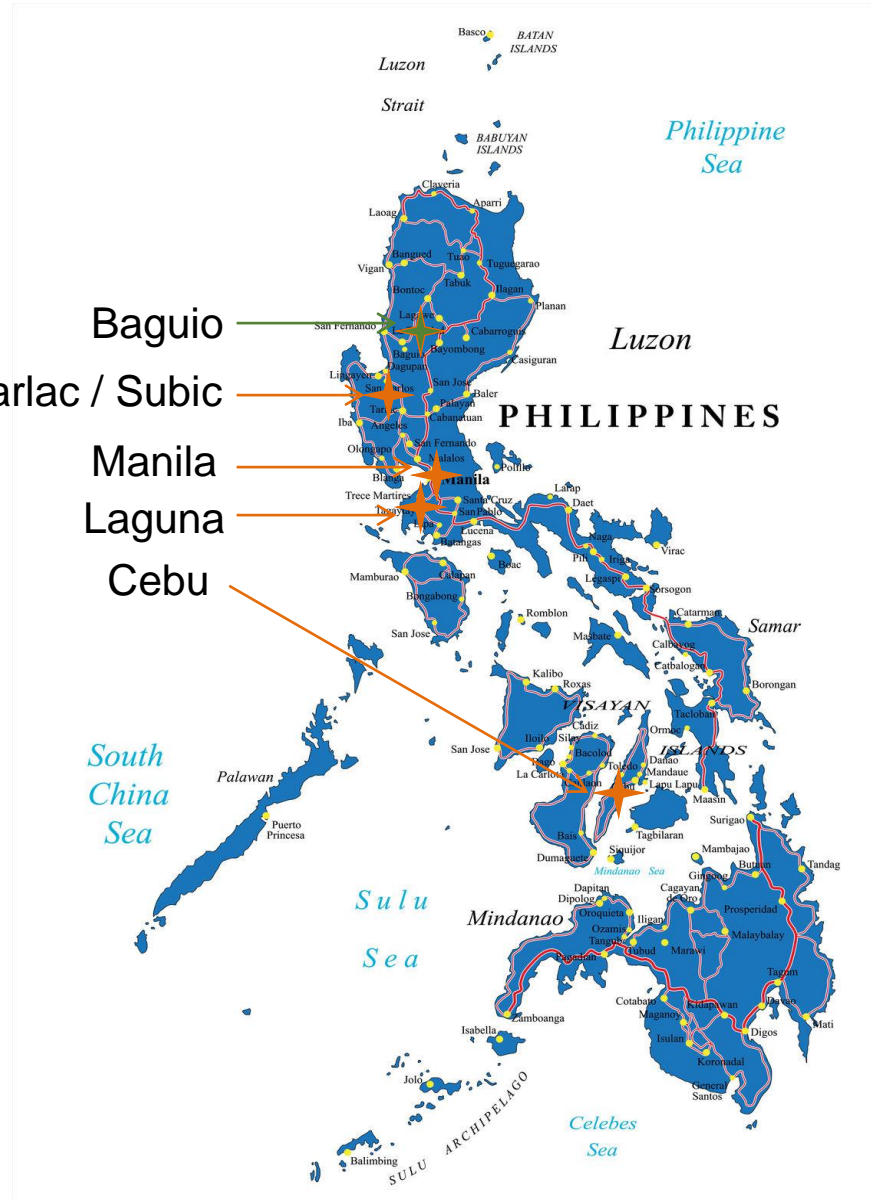 Basco
BATAN
ISLANDS
Luzon
Strait
Philippine
Sea
BABUYAN
ISLANDS
Claveria
Aparri
Laoag
Bangued
Tuao
Vigan
Tuguegarao
Tabuk
Bontoc
Ilagan
Planan
Baguio
Lagawe
San Fernando
Cabarroguis
Luzon
Baguio
Bayombong
Casiguran
Dagupan
Lingayen
arlac / Subic
San Carlos
San Jose
Baler
Palayan
PHILIPPINES
Iba
Cabanatuan
Angeles
San Fernando
Olongapo
Malalos
Manila
Polillo
Blanga
Manila
Trece Martires
Larap
Santa Cruz
Daet
Laguna
Tagaytay
San Pablo
Lipa
Lucena
Batangas
Naga
Virac
Cebu
Boac
Pili
Iriga
Mamburao
Calapan
Legaspi
Sorsogon
Bongabong
Romblon
Catarman
Samar
San Jose
Masbate
Calbayog
Catbalogan
Kalibo
Roxas
Borongan
VISAYAN
Tacloban
Cadiz
Ormoc
Iloilo
Silay
San Jose
ISLANDS
Bacolod
South
China
Sea
Bago
Toledo
Danao
Palawan
La Carlota
Mandaue
Lapu Lapu
Maasin
Puerto
Princesa
Surigao
Bais
Tagbilaran
Dumaguete
Siquijor
Mambajao
Mindanao Sea
Butuan
Tandag
Gingoog
Dapitan
Cagayan
de Oro
Sulu
Sea
Dipolog
Oroquieta
Prosperidad
Mindanao
Iligan
Ozamis
Malaybalay
Tangub
Tubud
Marawi
Pagadian
Tagum
Cotabato
Kidapawan
Davao
Zamboanga
Maganoy
Mati
Digos
Isabella
Isulan
Koronadal
Jolo
General
Santos
SULU ARCHIPELAGO
Celebes
Sea
Balimbing